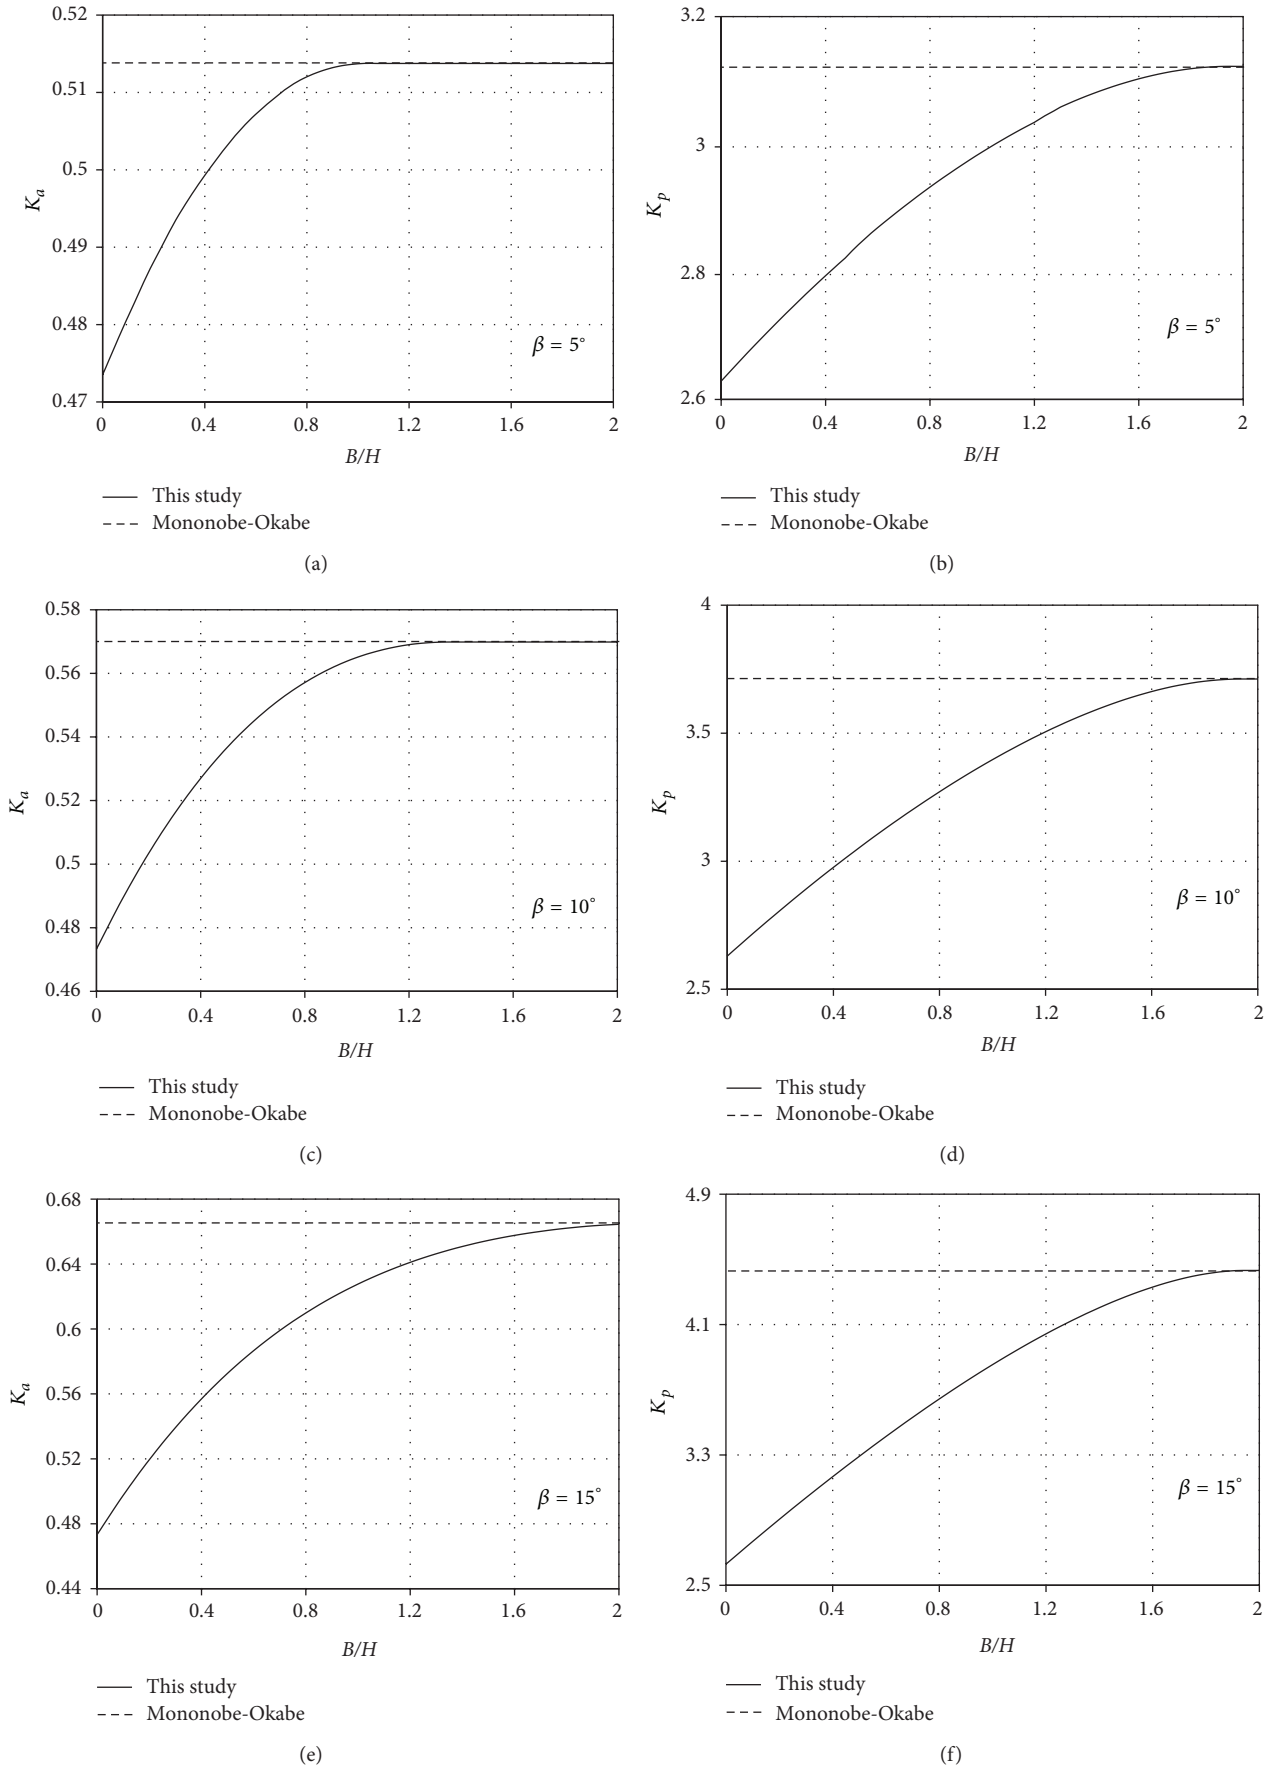 0.52
0.51
0.5
0.49
0.48
0.47
K_a
0 0.4 0.8 1.2 1.6 2
B/H
β = 5°
This study
Mononobe-Okabe
(a)
3.2
3
2.8
2.6
K_p
0 0.4 0.8 1.2 1.6 2
B/H
β = 5°
This study
Mononobe-Okabe
(b)
0.58
0.56
0.54
0.52
0.5
0.48
0.46
K_a
0 0.4 0.8 1.2 1.6 2
B/H
β = 10°
This study
Mononobe-Okabe
(c)
4
3.5
3
2.5
K_p
0 0.4 0.8 1.2 1.6 2
B/H
β = 10°
This study
Mononobe-Okabe
(d)
0.68
0.64
0.6
0.56
0.52
0.48
0.44
K_a
0 0.4 0.8 1.2 1.6 2
B/H
β = 15°
This study
Mononobe-Okabe
(e)
4.9
4.1
3.3
2.5
K_p
0 0.4 0.8 1.2 1.6 2
B/H
β = 15°
This study
Mononobe-Okabe
(f)